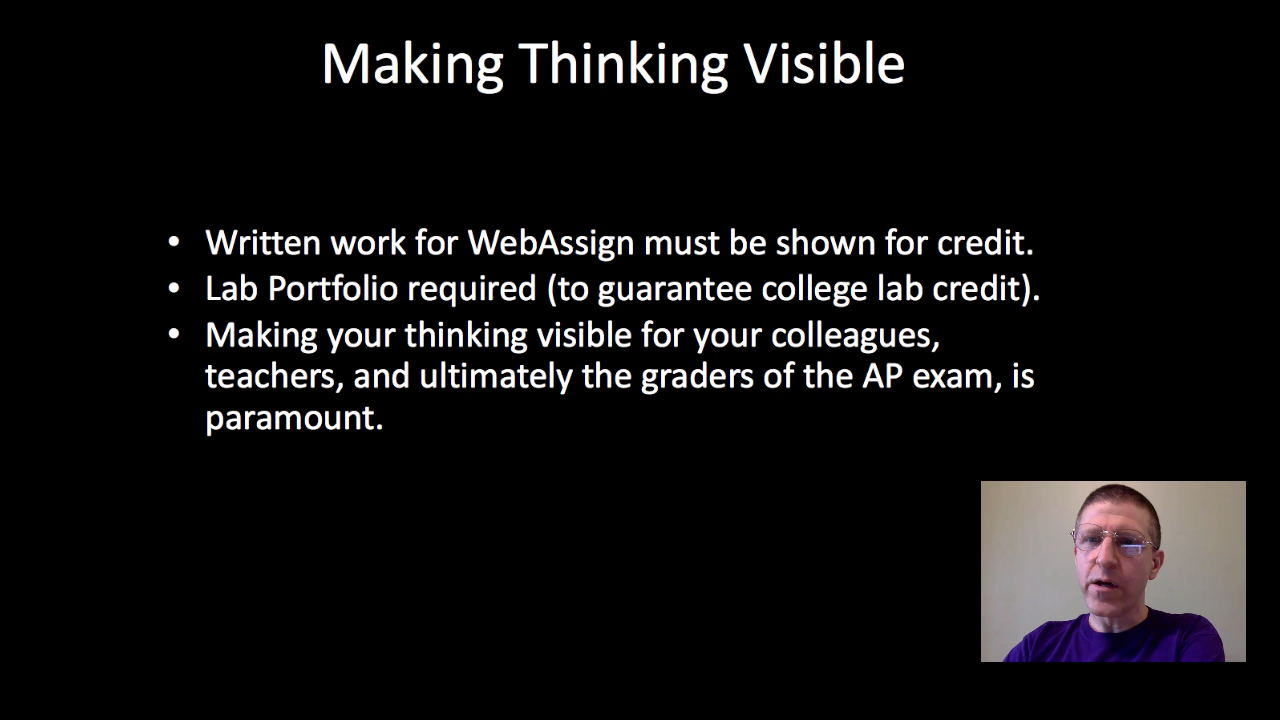 Making Thinking Visible
• Written work for WebAssign must be shown for credit.
• Lab Portfolio required (to guarantee college lab credit).
• Making your thinking visible for your colleagues,
teachers, and ultimately the graders of the AP exam, is
paramount.